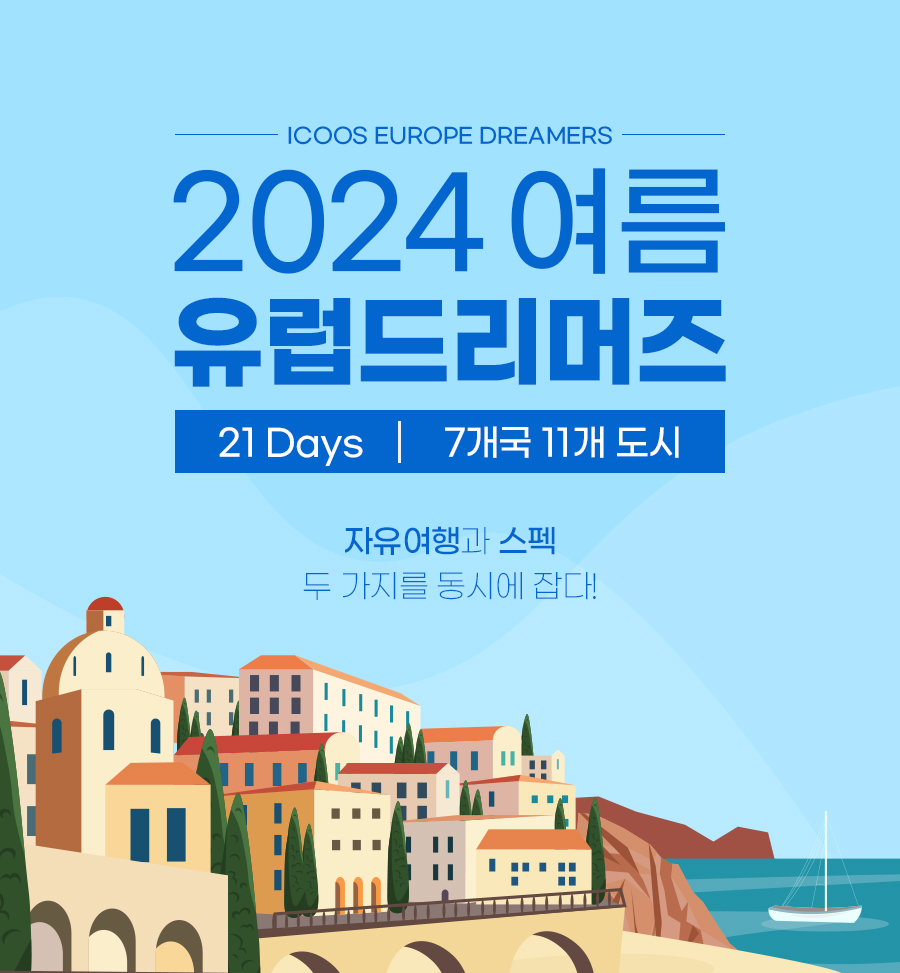 ICOOS EUROPE DREAMERS
2024 여름
유럽드리머즈
21 Days | 7개국 11개 도시
자유여행과 스펙
두 가지를 동시에 잡다!